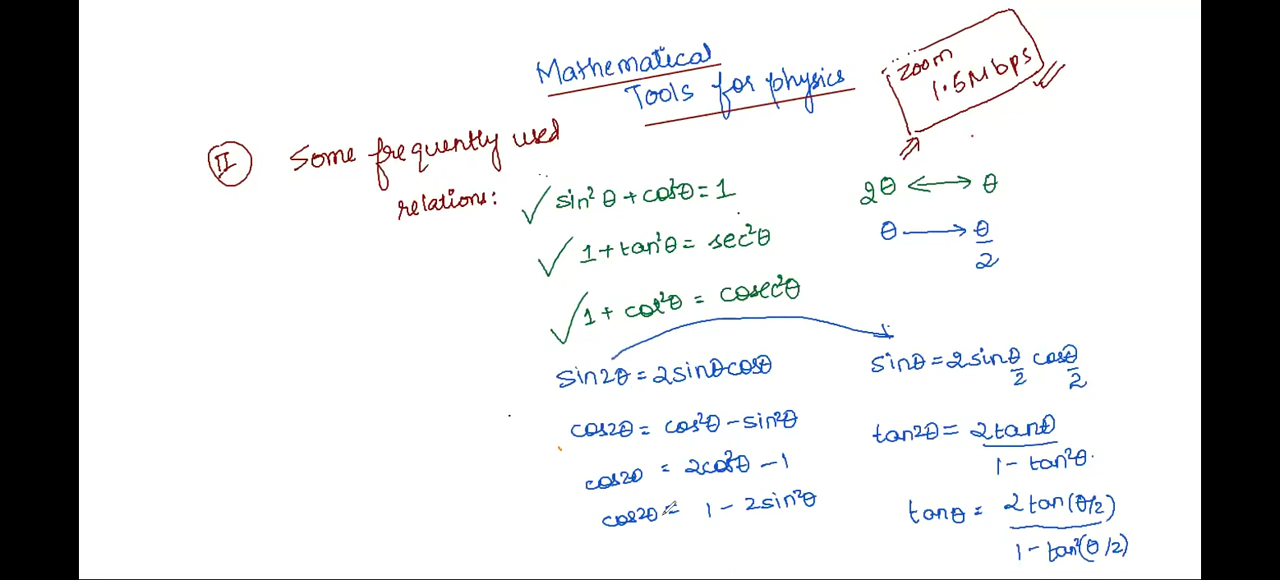 Mathematical
Tools for physics
Zoom
1.5Mbps
II Some frequently used
relations:
sin²θ + cos²θ = 1
1 + tan²θ = sec²θ
1 + cot²θ = cosec²θ
2θ ⟷ θ
θ ⟶ θ/2
sin2θ = 2sinθcosθ
sinθ = 2sinθ/2 cosθ/2
cos2θ = cos²θ - sin²θ
cos2θ = 2cos²θ - 1
cos2θ = 1 - 2sin²θ
tan2θ = 2tanθ / 1 - tan²θ
tanθ = 2tan(θ/2) / 1 - tan²(θ/2)